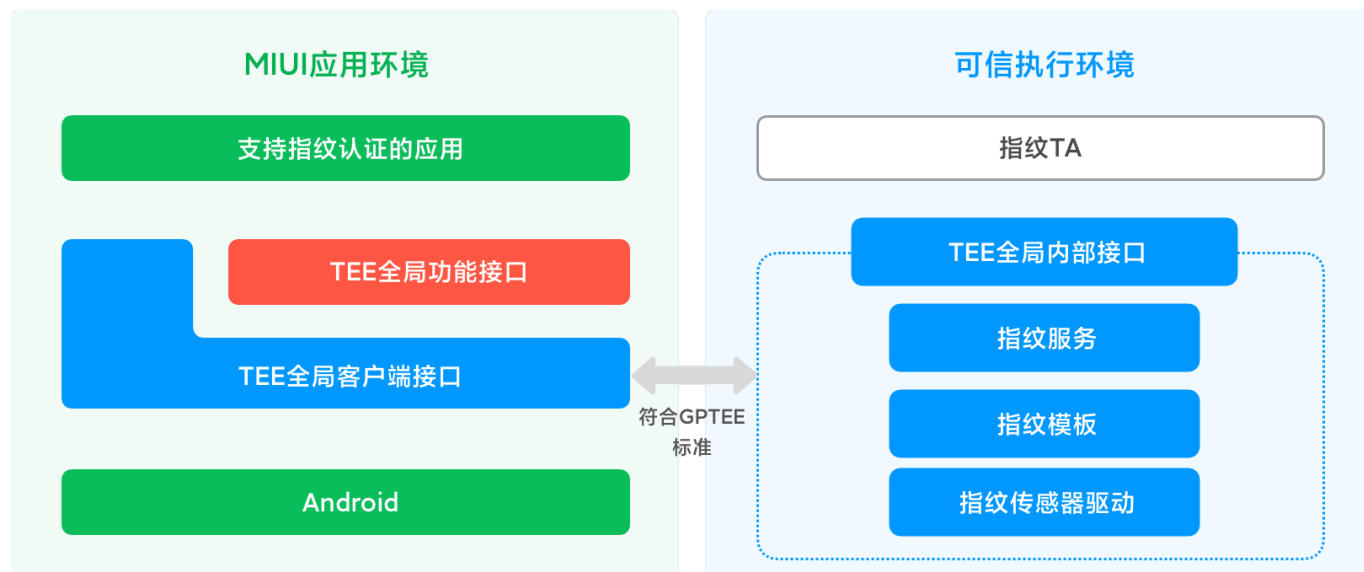 MIUI应用环境
支持指纹认证的应用
TEE全局功能接口
TEE全局客户端接口
Android
符合GPTEE
标准
可信执行环境
指纹TA
TEE全局内部接口
指纹服务
指纹模板
指纹传感器驱动